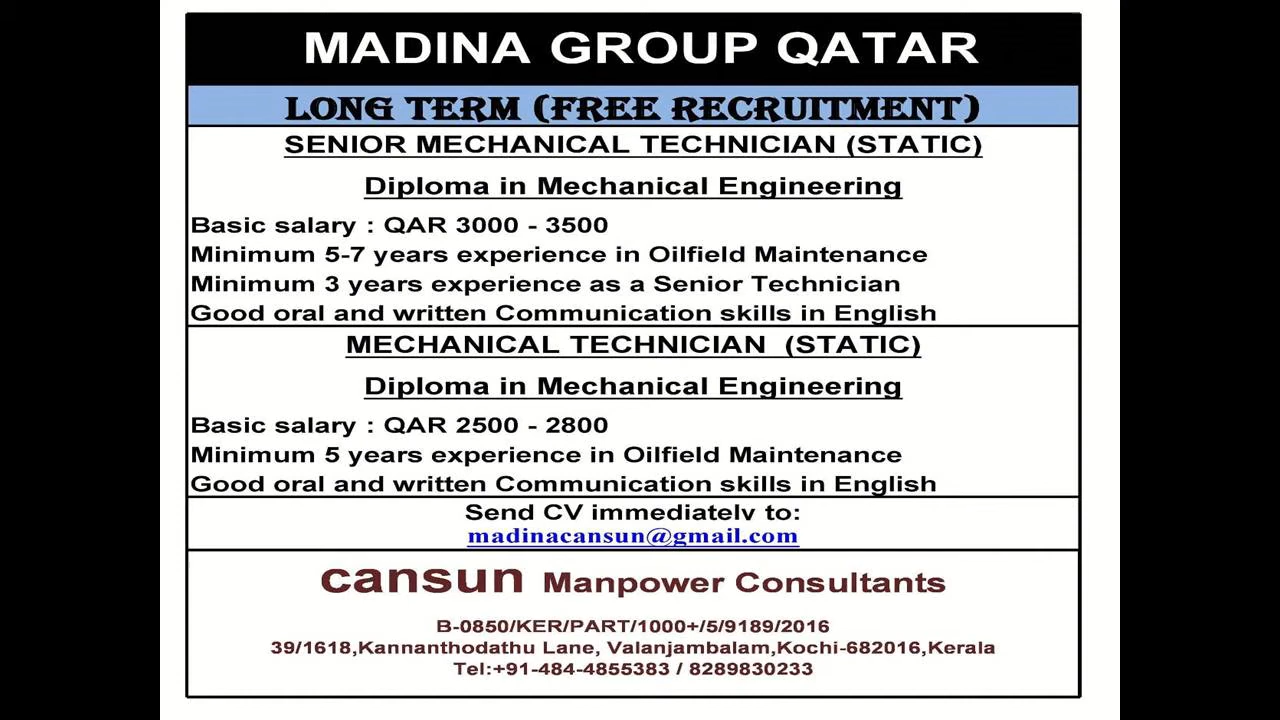 MADINA GROUP QATAR
LONG TERM (FREE RECRUITMENT)
SENIOR MECHANICAL TECHNICIAN (STATIC)
Diploma in Mechanical Engineering
Basic salary : QAR 3000 - 3500
Minimum 5-7 years experience in Oilfield Maintenance
Minimum 3 years experience as a Senior Technician
Good oral and written Communication skills in English
MECHANICAL TECHNICIAN (STATIC)
Diploma in Mechanical Engineering
Basic salary : QAR 2500 - 2800
Minimum 5 years experience in Oilfield Maintenance
Good oral and written Communication skills in English
Send CV immediately to:
madinacansun@gmail.com
cansun Manpower Consultants
B-0850/KER/PART/1000+/5/9189/2016
39/1618,Kannanthodathu Lane, Valanjambalam,Kochi-682016,Kerala
Tel:+91-484-4855383 / 8289830233